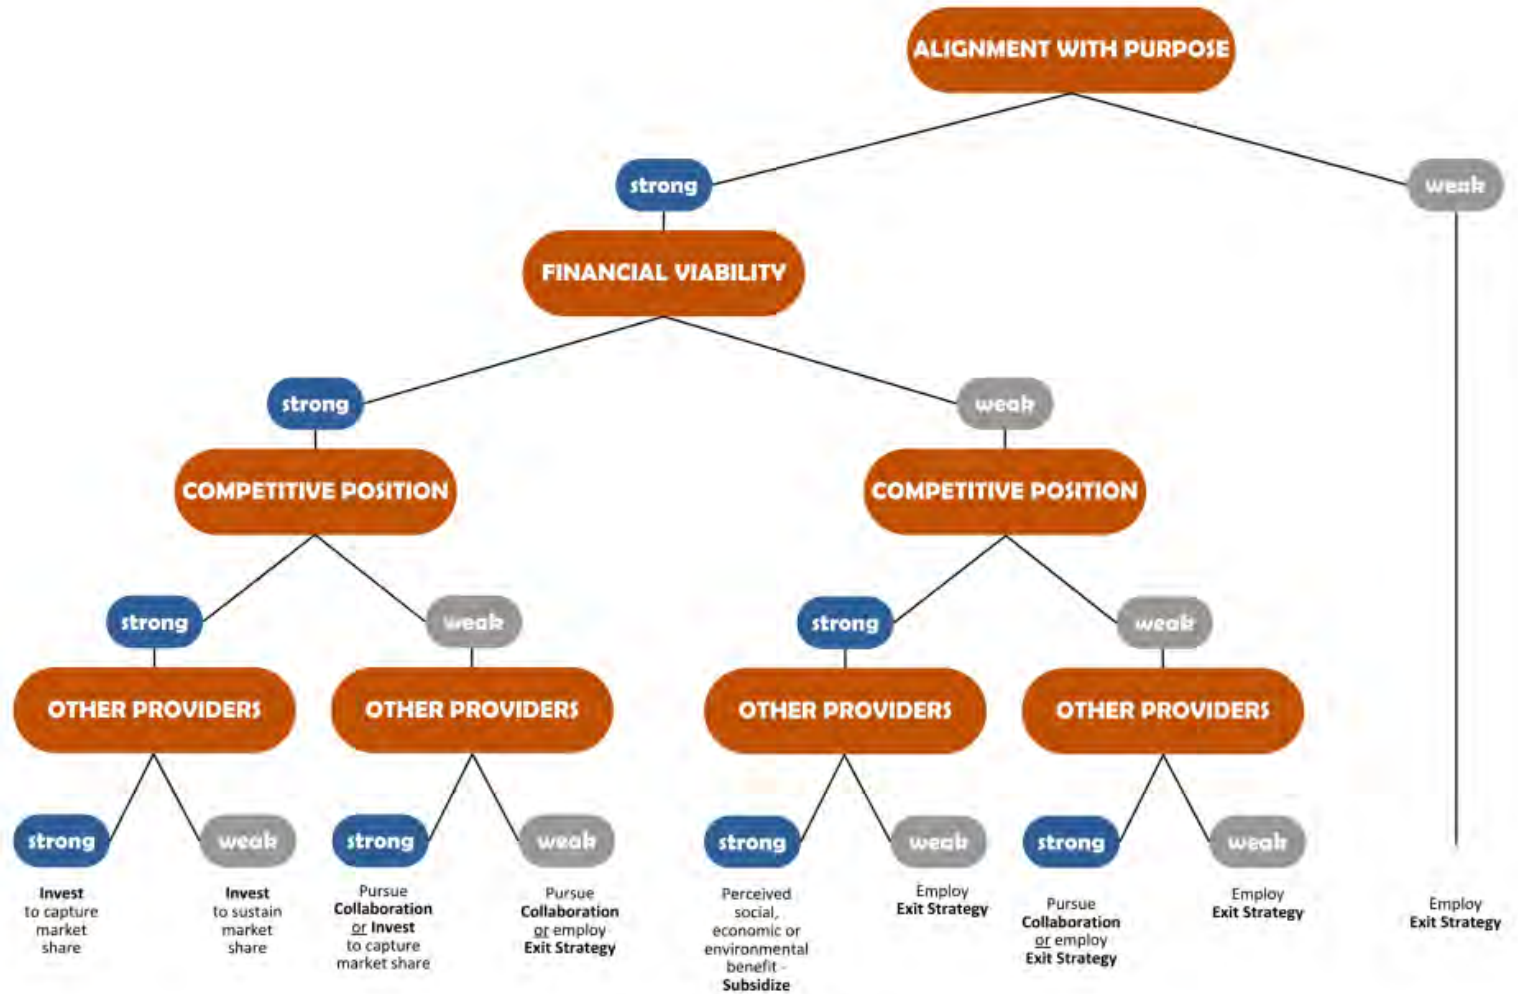 ALIGNMENT WITH PURPOSE
strong
weak
FINANCIAL VIABILITY
strong
weak
COMPETITIVE POSITION
COMPETITIVE POSITION
strong
weak
strong
weak
OTHER PROVIDERS
OTHER PROVIDERS
OTHER PROVIDERS
OTHER PROVIDERS
strong
weak
strong
weak
strong
weak
strong
weak
Invest
to capture
market
share
Invest
to sustain
market
share
Pursue
Collaboration
or Invest
to capture
market share
Pursue
Collaboration
or employ
Exit Strategy
Perceived
social,
economic or
environmental
benefit -
Subsidize
Employ
Exit Strategy
Pursue
Collaboration
or employ
Exit Strategy
Employ
Exit Strategy
Employ
Exit Strategy